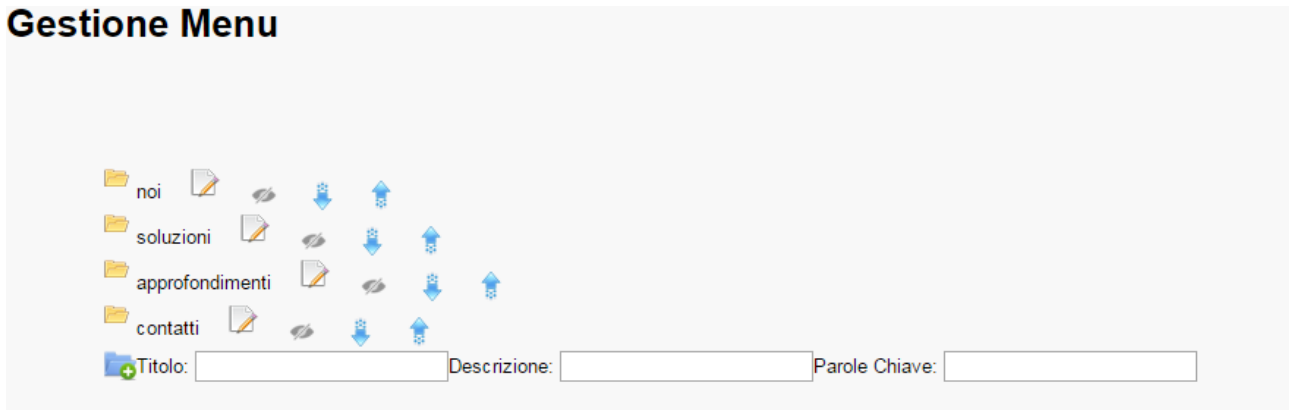 Gestione Menu
noi
soluzioni
approfondimenti
contatti
Titolo: Descrizione: Parole Chiave: